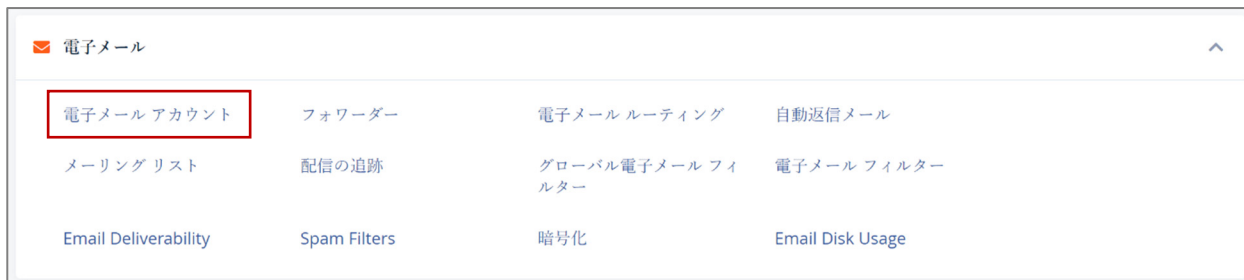 電子メール
電子メール アカウント
フォワーダー
電子メール ルーティング
自動返信メール
メーリング リスト
配信の追跡
グローバル電子メール フィ
ルター
電子メール フィルター
Email Deliverability
Spam Filters
暗号化
Email Disk Usage